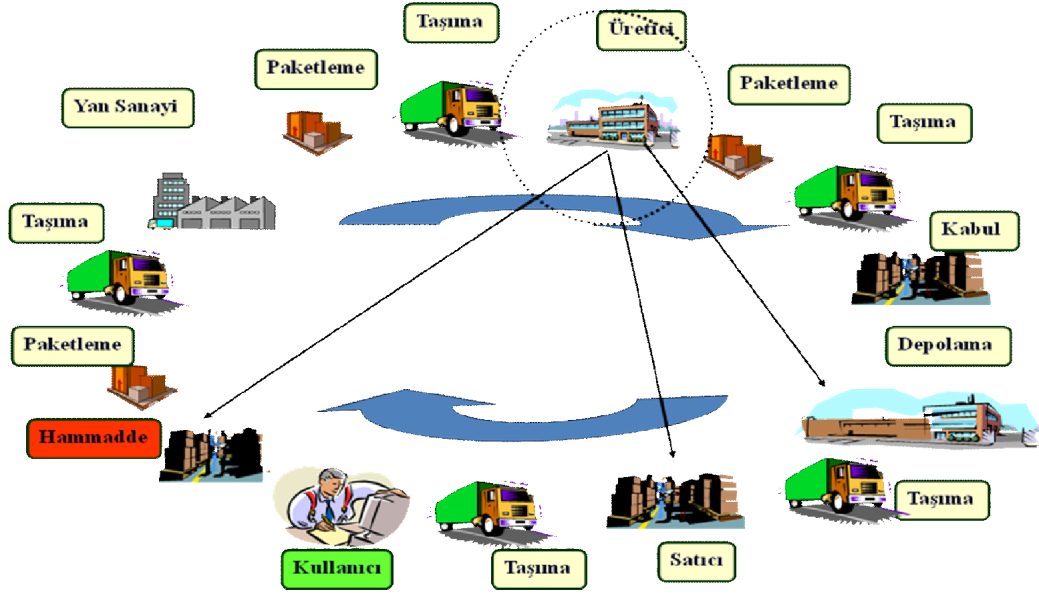 Taşıma
Üretici
Paketleme
Paketleme
Yan Sanayi
Taşıma
Taşıma
Kabul
Paketleme
Depolama
Hammadde
Taşıma
Kullanıcı
Taşıma
Satıcı